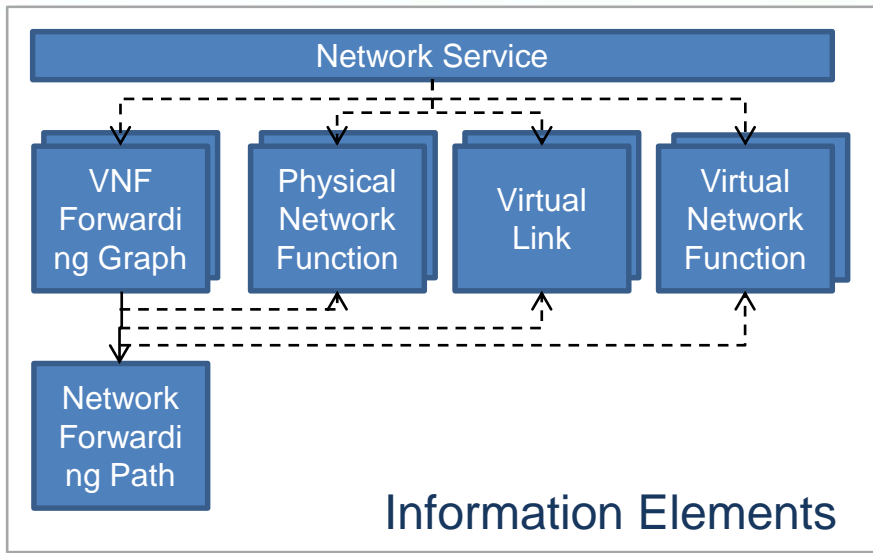 Network Service
VNF
Forwardi
ng Graph
Physical
Network
Function
Virtual
Link
Virtual
Network
Function
Network
Forwardi
ng Path
Information Elements